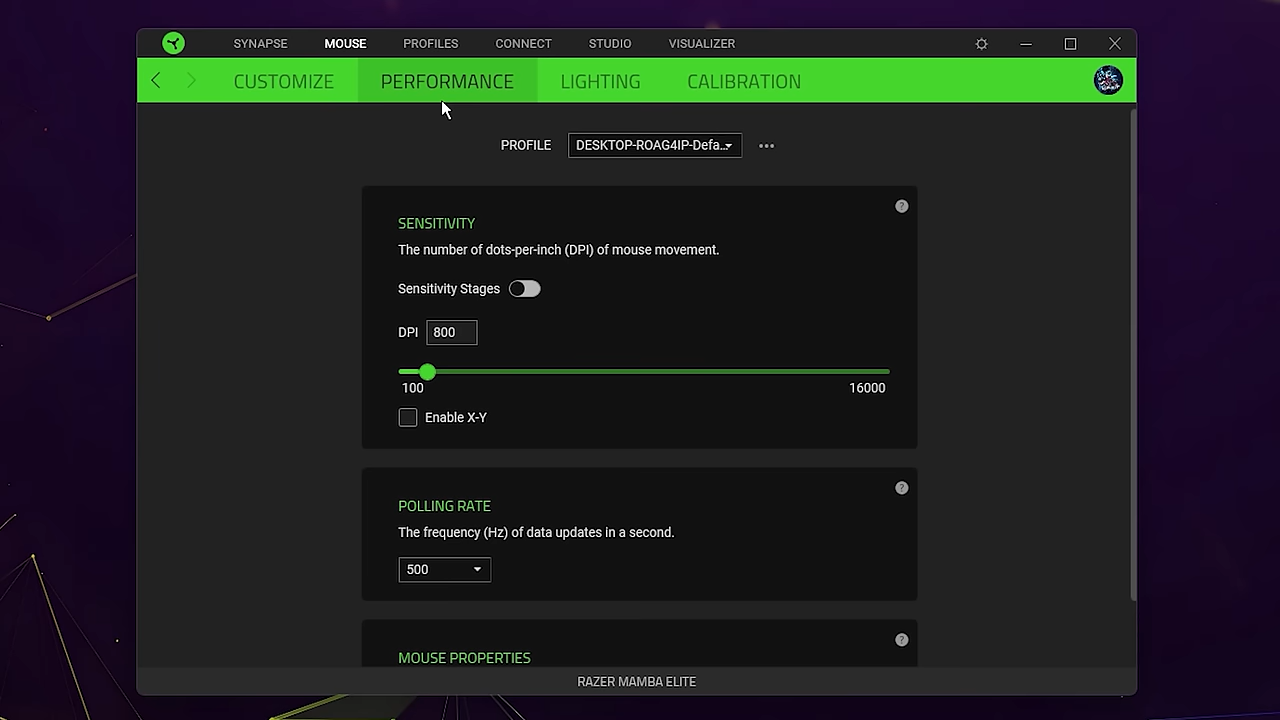 SYNAPSE MOUSE PROFILES CONNECT STUDIO VISUALIZER
CUSTOMIZE PERFORMANCE LIGHTING CALIBRATION
PROFILE DESKTOP-ROAG4IP-Defa...
SENSITIVITY
The number of dots-per-inch (DPI) of mouse movement.
Sensitivity Stages
DPI 800
100 16000
Enable X-Y
POLLING RATE
The frequency (Hz) of data updates in a second.
500
MOUSE PROPERTIES
RAZER MAMBA ELITE